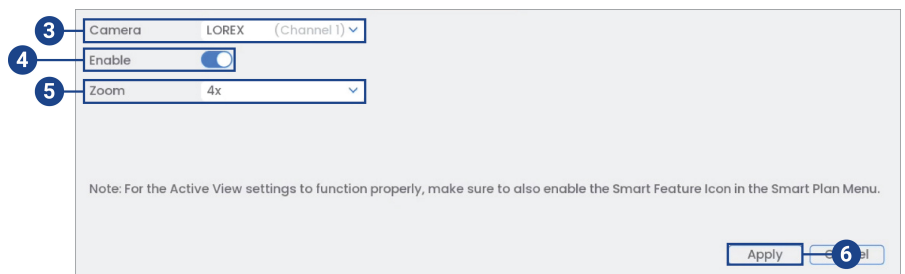 3 Camera LOREX (Channel 1)
4 Enable
5 Zoom 4x
Note: For the Active View settings to function properly, make sure to also enable the Smart Feature Icon in the Smart Plan Menu.
Apply 6